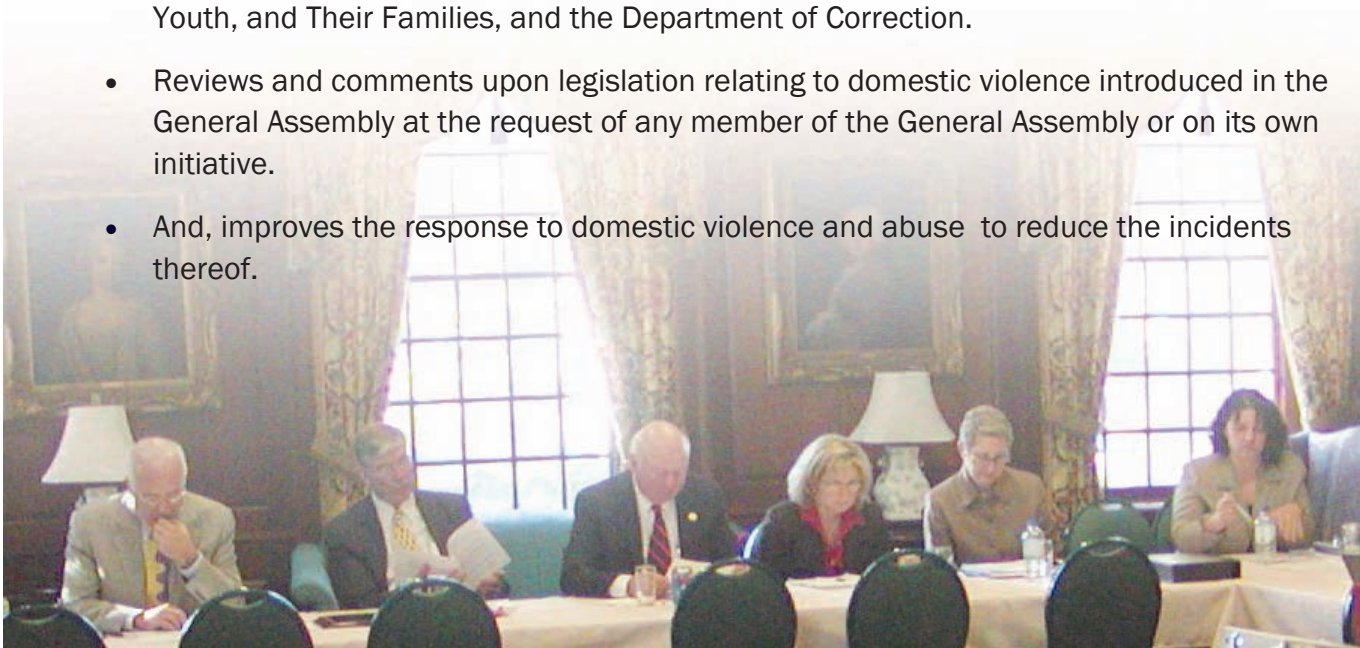 Youth, and Their Families, and the Department of Correction.
• Reviews and comments upon legislation relating to domestic violence introduced in the
General Assembly at the request of any member of the General Assembly or on its own
initiative.
• And, improves the response to domestic violence and abuse  to reduce the incidents
thereof.